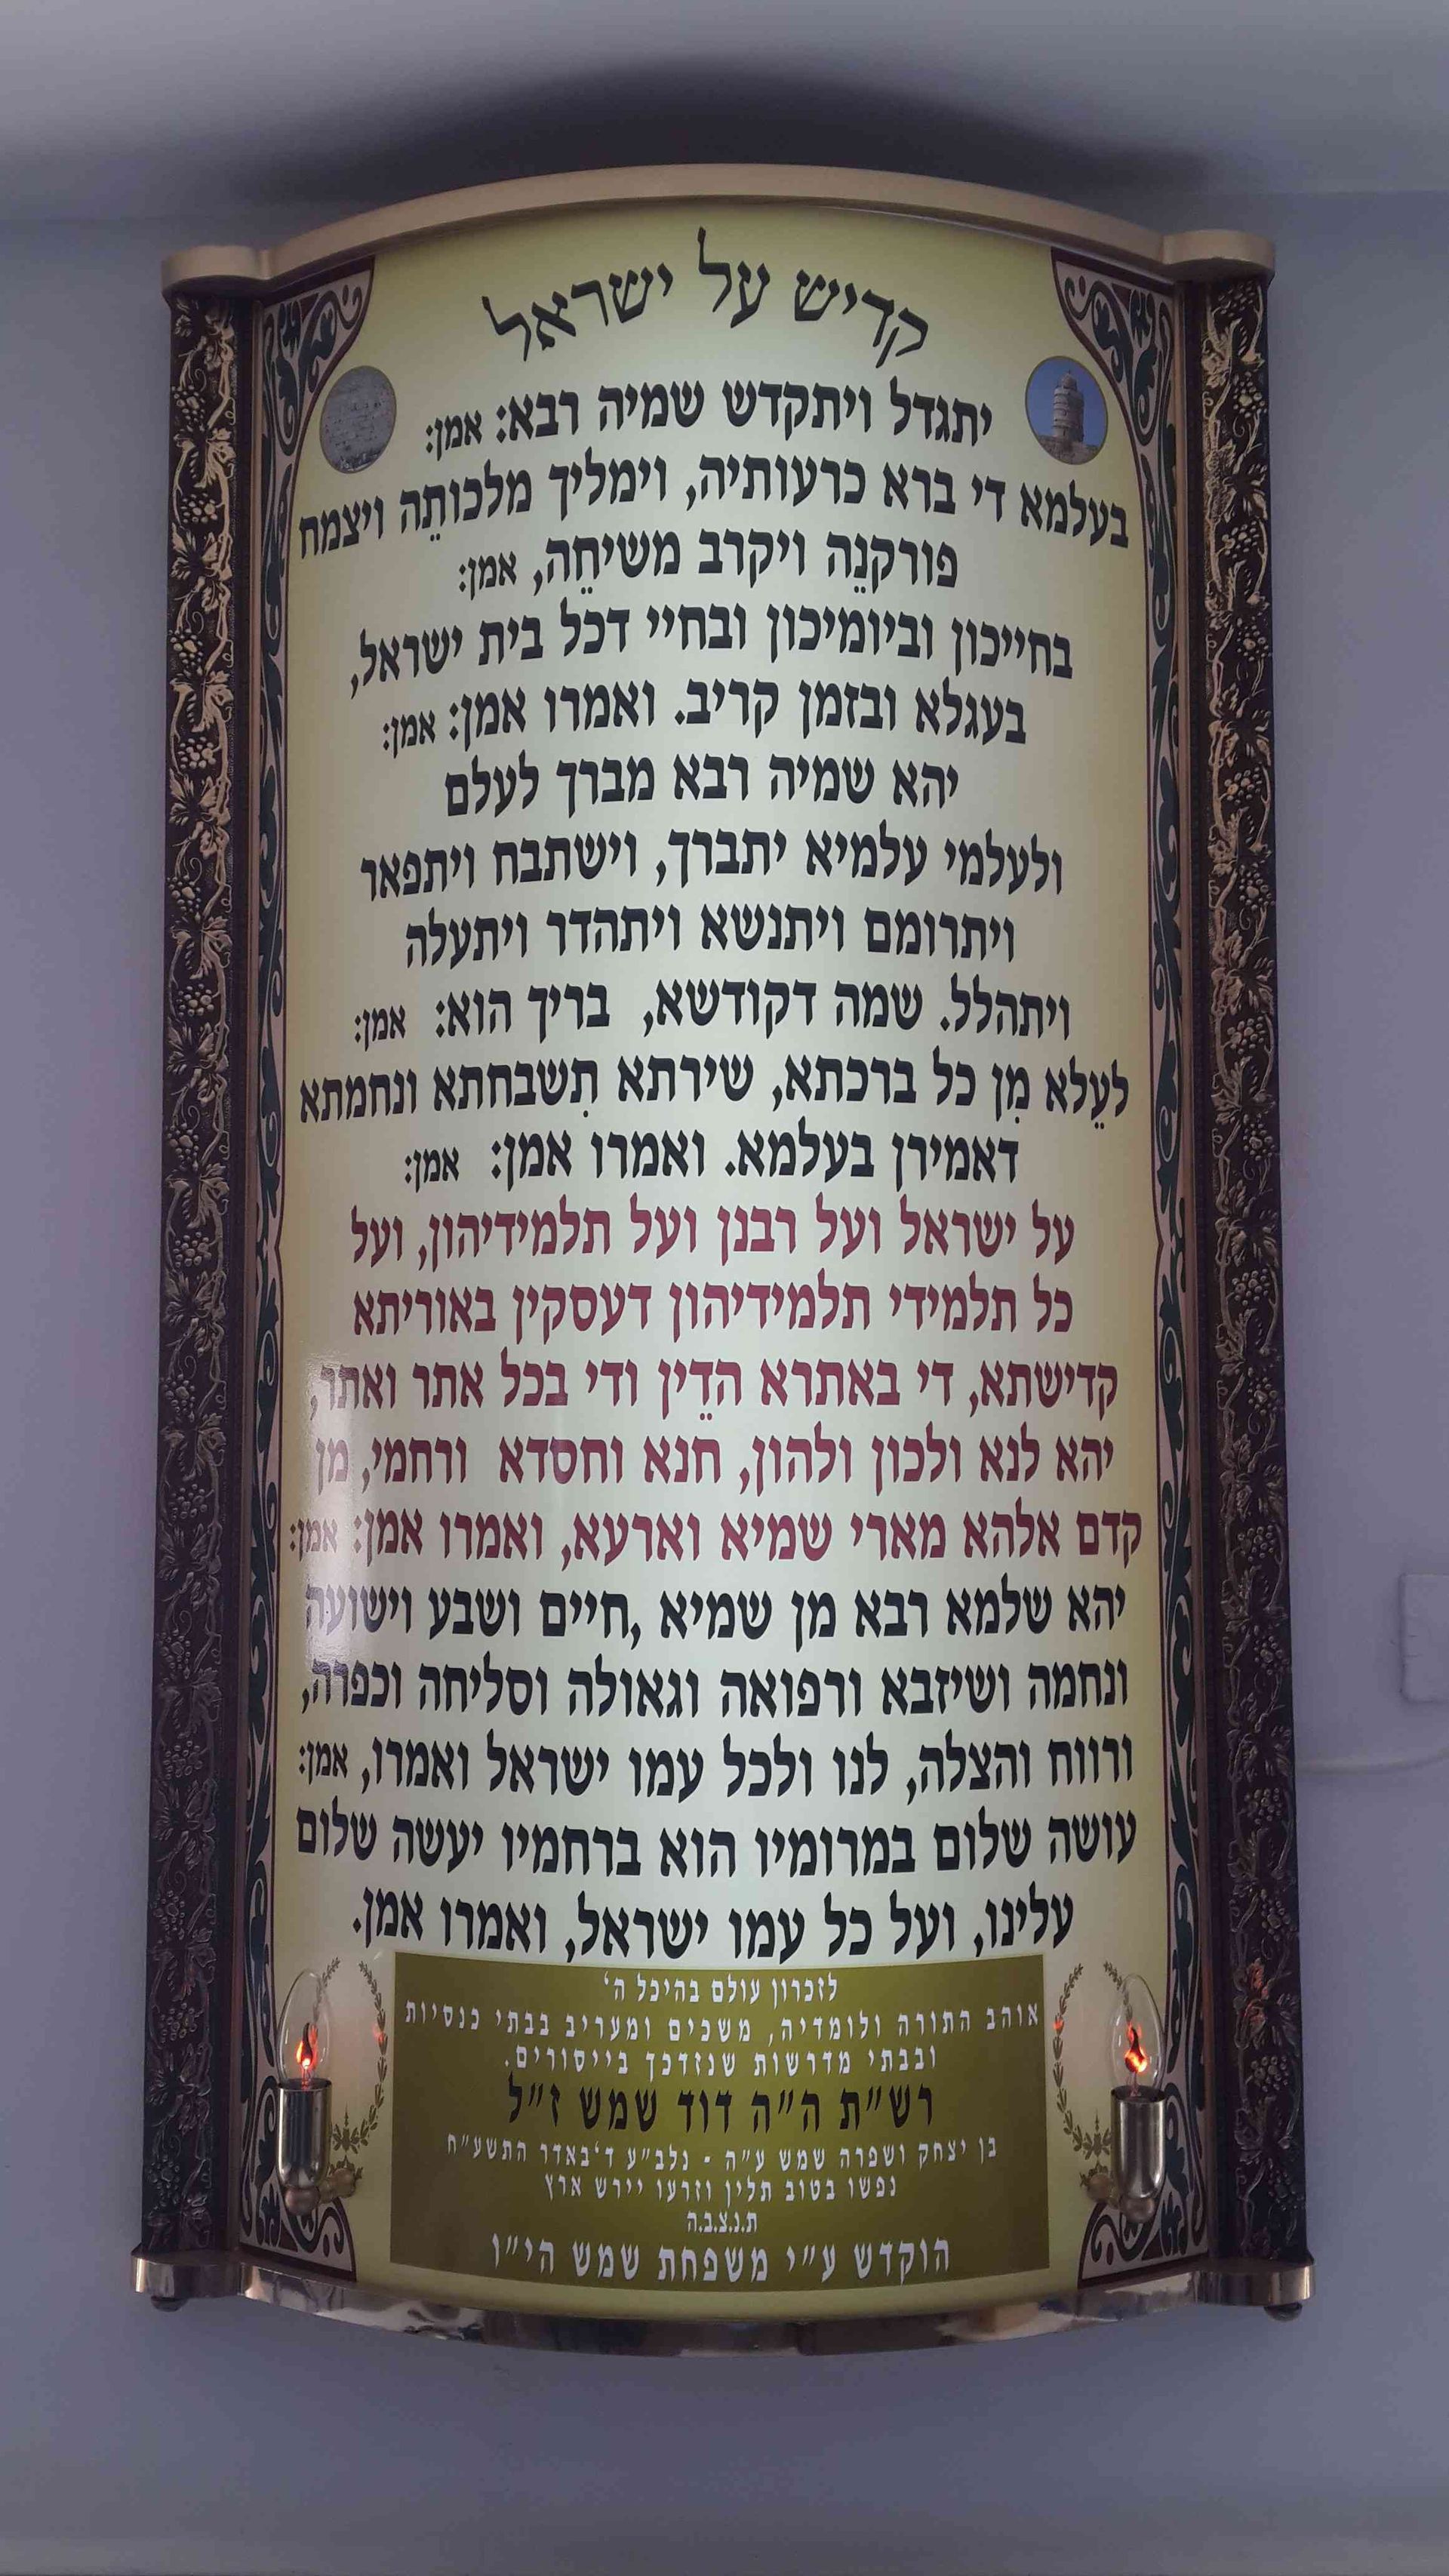 קדיש על ישראל
יתגדל ויתקדש שמיה רבא: אמן:
בעלמא די ברא כרעותיה, וימליך מלכותֵה ויצמח
פורקנֵה ויקרב משיחֵה, אמן:
בחייכון וביומיכון ובחיי דכל בית ישראל,
בעגלא ובזמן קריב. ואמרו אמן: אמן:
יהא שמיה רבא מברך לעלם
ולעלמי עלמיא יתברך, וישתבח ויתפאר
ויתרומם ויתנשא ויתהדר ויתעלה
ויתהלל. שמה דקודשא, בריך הוא: אמן:
לעֵלא מִן כל ברכתא, שירתא תִשבחתא ונחמתא
דאמירן בעלמא. ואמרו אמן: אמן:
על ישראל ועל רבנן ועל תלמידיהון, ועל
כל תלמידי תלמידיהון דעסקין באוריתא
קדישתא, די באתרא הדֵין ודי בכל אתר ואתר,
יהא לנא ולכון ולהון, חנא וחסדא ורחמי, מן
קדם אלהא מארי שמיא וארעא, ואמרו אמן: אמן:
יהא שלמא רבא מן שמיא ,חיים ושבע וישועה
ונחמה ושיזבא ורפואה וגאולה וסליחה וכפרה,
ורווח והצלה, לנו ולכל עמו ישראל ואמרו, אמן:
עושה שלום במרומיו הוא ברחמיו יעשה שלום
עלינו, ועל כל עמו ישראל, ואמרו אמן.
לזכרון עולם בהיכל ה'
אוהב התורה ולומדיה, משכים ומעריב בבתי כנסיות
ובבתי מדרשות שנזדכך בייסורים.
רש"ת ה"ה דוד שמש ז"ל
בן יצחק ושפרה שמש ע"ה - נלב"ע ד'באדר התשע"ח
נפשו בטוב תלין וזרעו יירש ארץ
ת.נ.צ.ב.ה
הוקדש ע"י משפחת שמש הי"ו